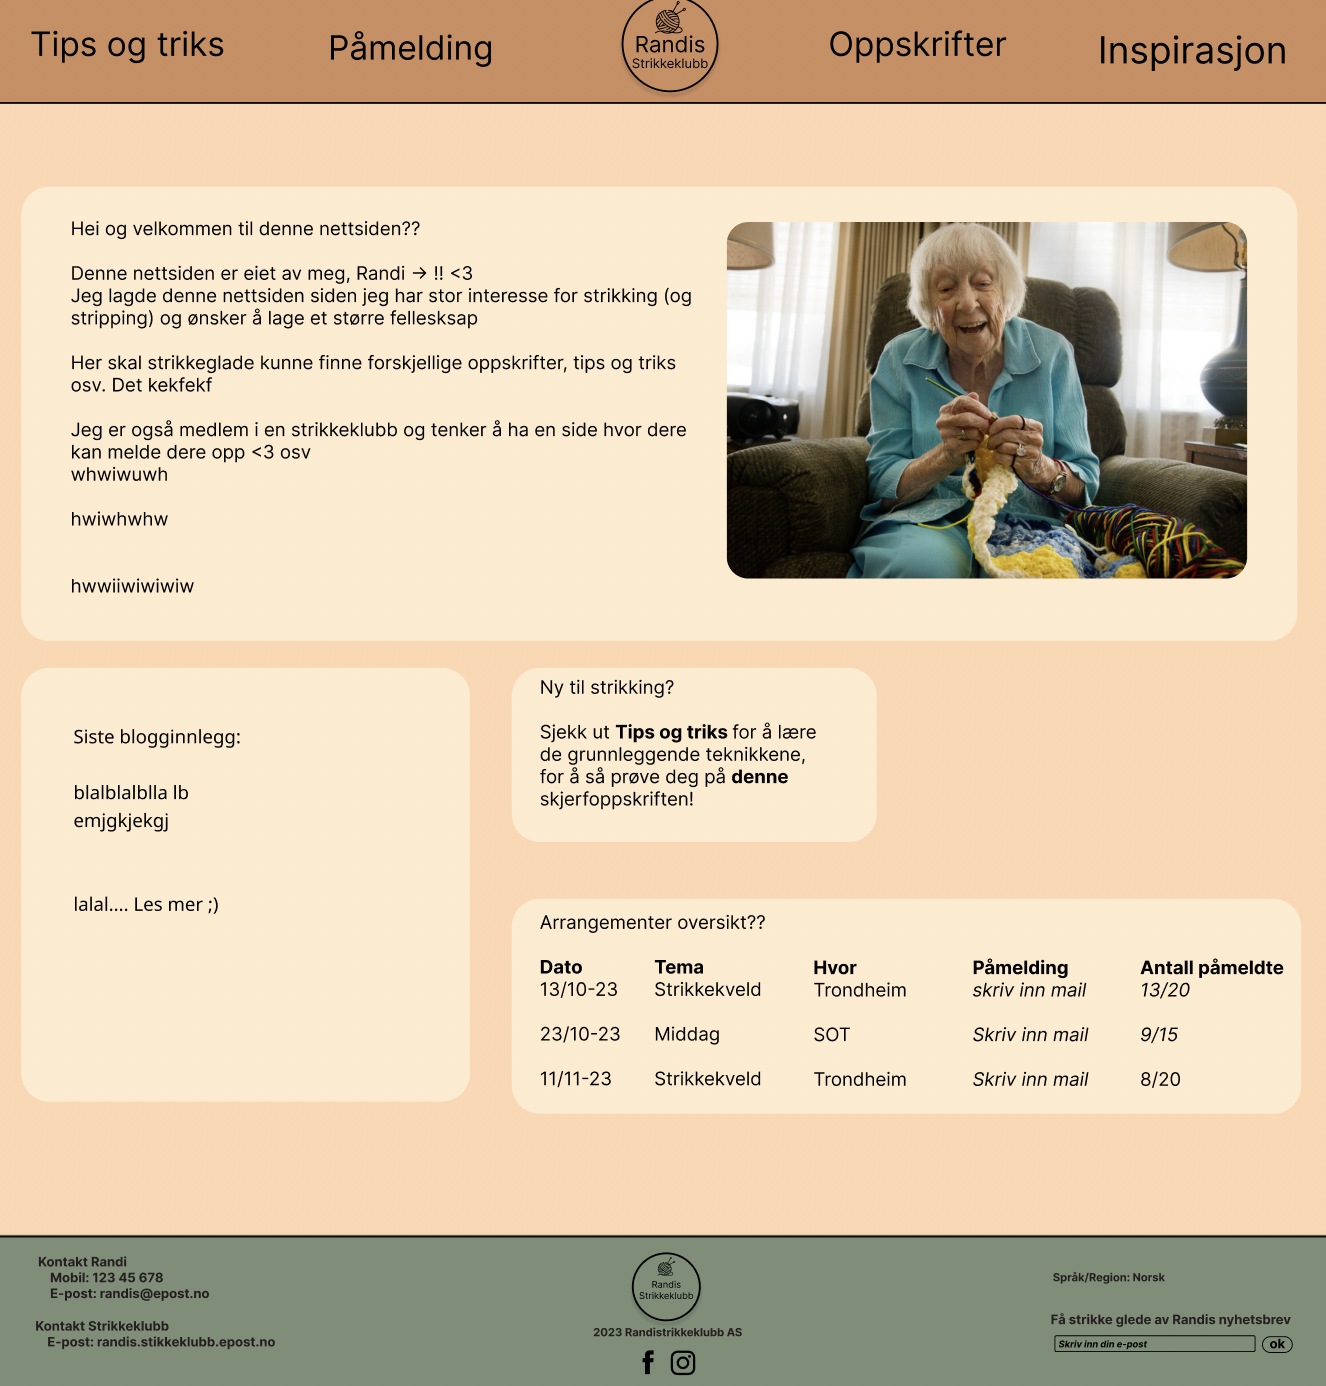 Tips og triks
Påmelding
Randis
Strikkeklubb
Oppskrifter
Inspirasjon
Hei og velkommen til denne nettsiden??
Denne nettsiden er eiet av meg, Randi → !! <3
Jeg lagde denne nettsiden siden jeg har stor interesse for strikking (og
stripping) og ønsker å lage et større fellesksap
Her skal strikkeglade kunne finne forskjellige oppskrifter, tips og triks
osv. Det kekfekf
Jeg er også medlem i en strikkeklubb og tenker å ha en side hvor dere
kan melde dere opp <3 osv
whwiwuwh
hwiwhwhw
hwwiiwiwiwiw
Siste blogginnlegg:
blalblalblla lb
emjgkjekgj
lalal.... Les mer ;)
Ny til strikking?
Sjekk ut Tips og triks for å lære
de grunnleggende teknikkene,
for å så prøve deg på denne
skjerfoppskriften!
Arrangementer oversikt??
Dato Tema Hvor Påmelding Antall påmeldte
13/10-23 Strikkekveld Trondheim skriv inn mail 13/20
23/10-23 Middag SOT Skriv inn mail 9/15
11/11-23 Strikkekveld Trondheim Skriv inn mail 8/20
Kontakt Randi
Mobil: 123 45 678
E-post: randis@epost.no
Kontakt Strikkeklubb
E-post: randis.stikkeklubb.epost.no
Randis
Strikkeklubb
2023 Randistrikkeklubb AS
Språk/Region: Norsk
Få strikke glede av Randis nyhetsbrev
Skriv inn din e-post ok